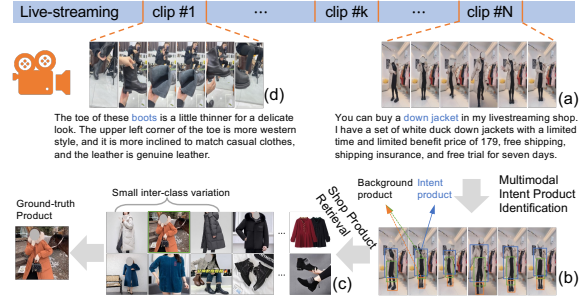 Live-streaming clip #1 ... clip #k ... clip #N
(d)
(a)
The toe of these boots is a little thinner for a delicate
look. The upper left corner of the toe is more western
style, and it is more inclined to match casual clothes,
and the leather is genuine leather.
You can buy a down jacket in my livestreaming shop.
I have a set of white duck down jackets with a limited
time and limited benefit price of 179, free shipping,
shipping insurance, and free trial for seven days.
Ground-truth
Product
Small inter-class variation
...
...
(c)
Shop Product
Retrieval
Background
product
Intent
product
Multimodal
Intent Product
Identification
(b)